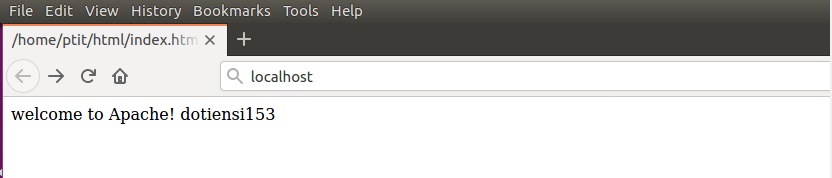 File Edit View History Bookmarks Tools Help
/home/ptit/html/index.htm
localhost
welcome to Apache! dotiensi153